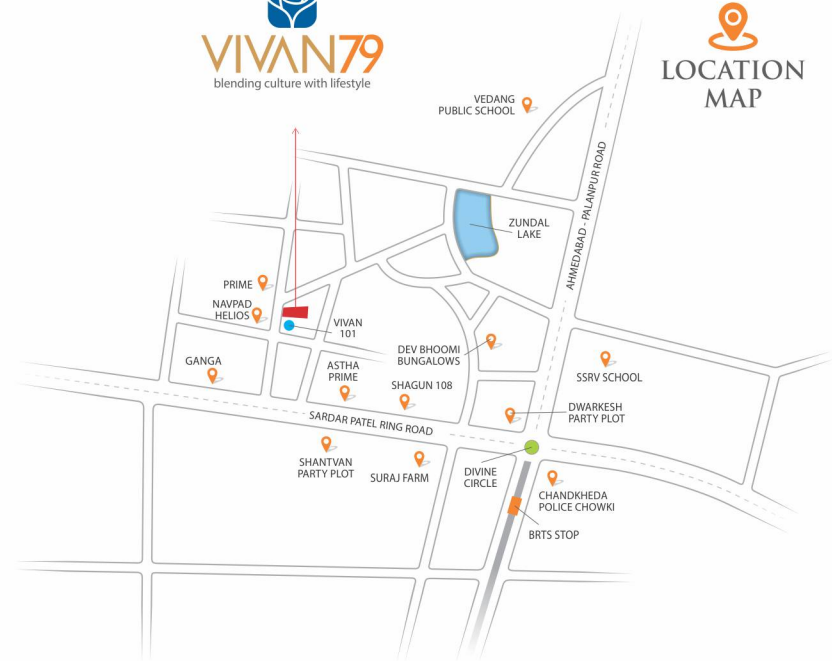 VIVAN79
blending culture with lifestyle
LOCATION
MAP
VEDANG
PUBLIC SCHOOL
AHMEDABAD - PALANPUR ROAD
ZUNDAL
LAKE
PRIME
NAVPAD
HELIOS
VIVAN
101
GANGA
ASTHA
PRIME
DEV BHOOMI
BUNGALOWS
SHAGUN 108
SSRV SCHOOL
DWARKESH
PARTY PLOT
SARDAR PATEL RING ROAD
SHANTVAN
PARTY PLOT
SURAJ FARM
DIVINE
CIRCLE
CHANDKHEDA
POLICE CHOWKI
BRTS STOP